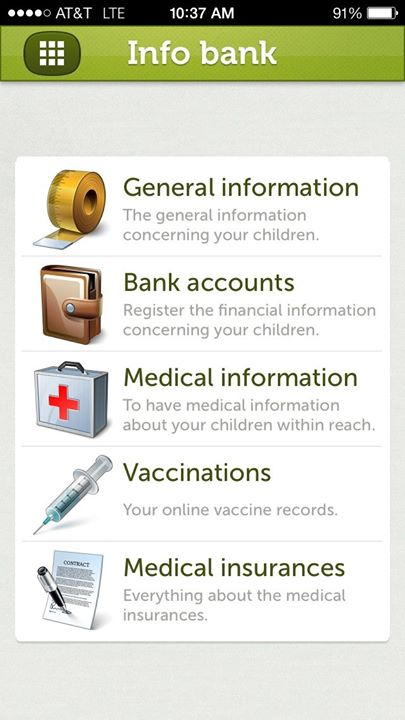 AT&T LTE 10:37 AM 91%
Info bank
General information
The general information
concerning your children.
Bank accounts
Register the financial information
concerning your children.
Medical information
To have medical information
about your children within reach.
Vaccinations
Your online vaccine records.
CONTRACT
Medical insurances
Everything about the medical
insurances.